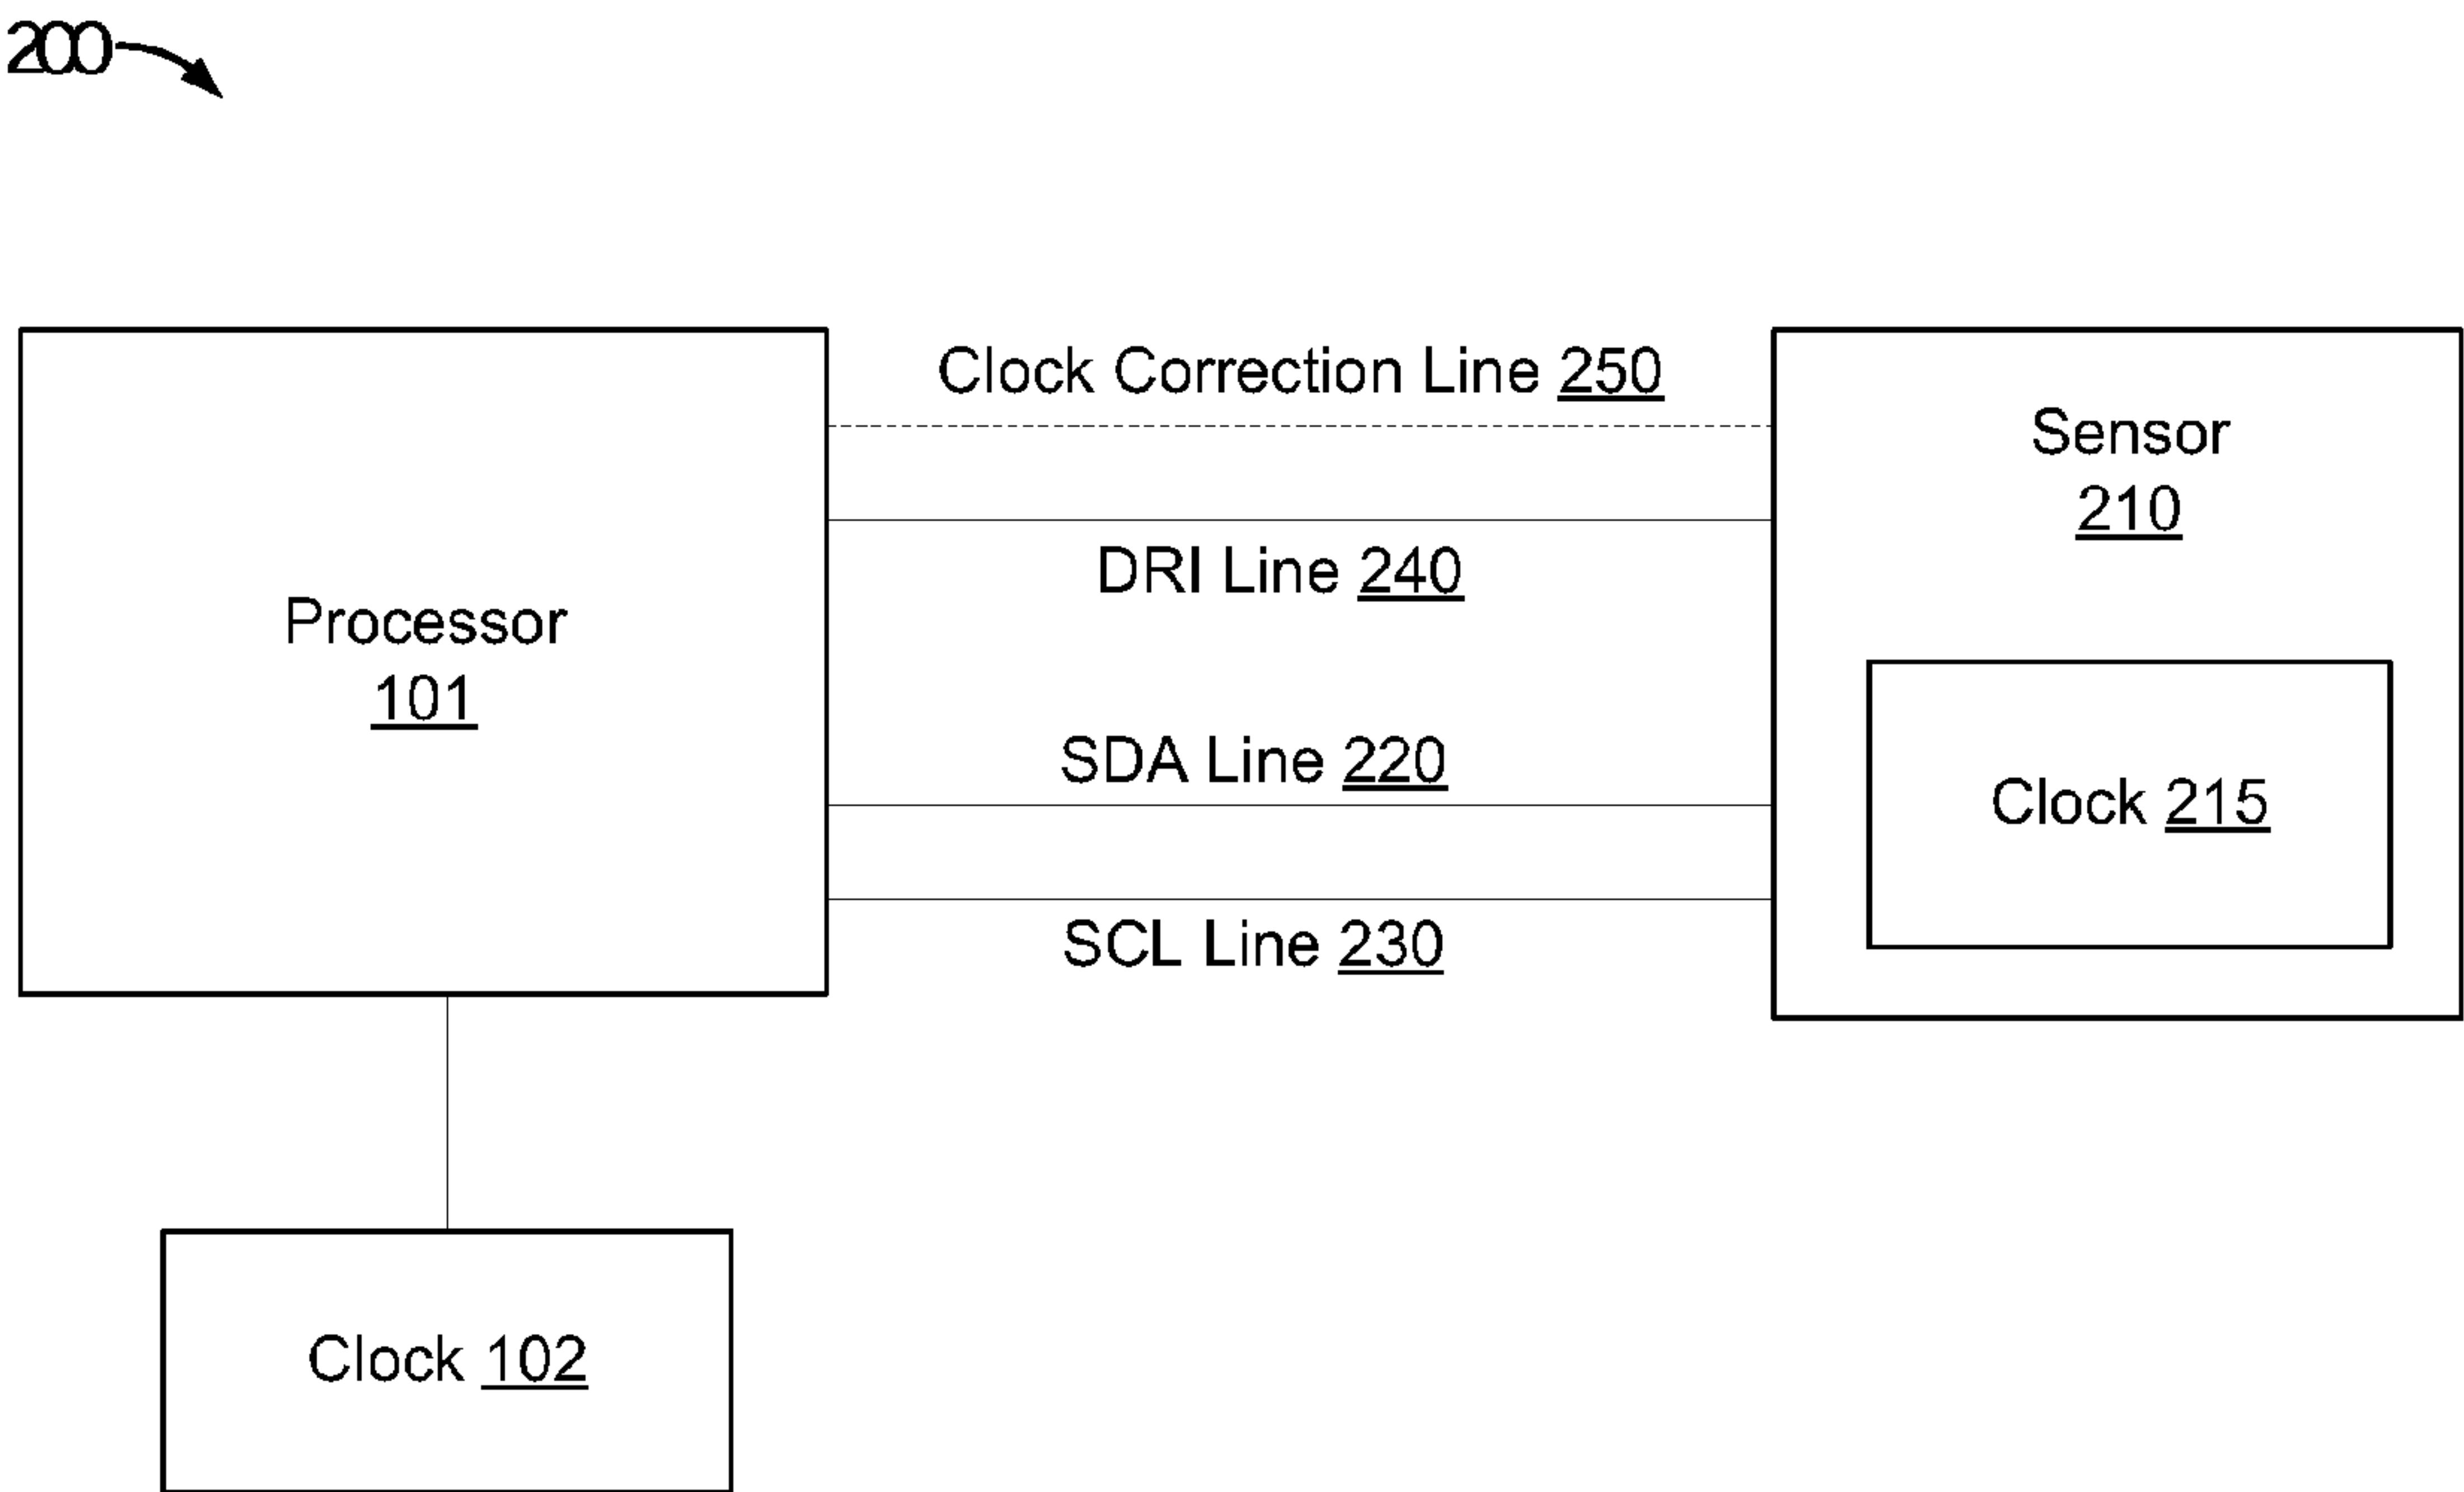 200
Clock Correction Line 250
Sensor
210
DRI Line 240
Processor
101
SDA Line 220
Clock 215
SCL Line 230
Clock 102